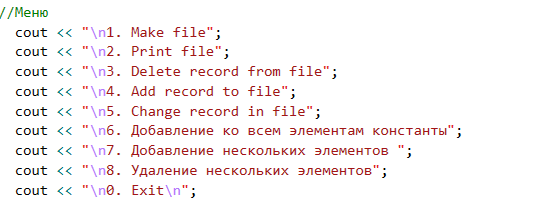 //Меню
cout << "\n1. Make file";
cout << "\n2. Print file";
cout << "\n3. Delete record from file";
cout << "\n4. Add record to file";
cout << "\n5. Change record in file";
cout << "\n6. Добавление ко всем элементам константы";
cout << "\n7. Добавление нескольких элементов ";
cout << "\n8. Удаление нескольких элементов";
cout << "\n0. Exit\n";